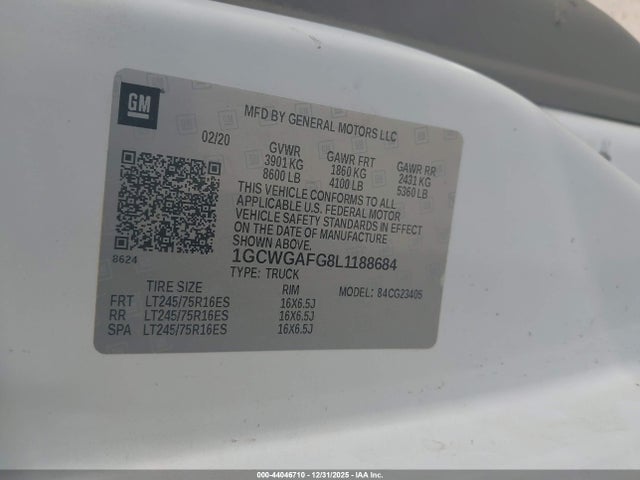 GM
MFD BY GENERAL MOTORS LLC
02/20
GVWR
3901 KG
8600 LB
GAWR FRT
1860 KG
4100 LB
GAWR RR
2431 KG
5360 LB
THIS VEHICLE CONFORMS TO ALL
APPLICABLE U.S. FEDERAL MOTOR
VEHICLE SAFETY STANDARDS IN EFFECT
ON THE DATE OF MANUFACTURE
SHOWN ABOVE.
8624
1GCWGAFG8L1188684
TYPE: TRUCK
MODEL: 84CG23405
TIRE SIZE RIM
FRT LT245/75R16ES 16X6.5J
RR LT245/75R16ES 16X6.5J
SPA LT245/75R16ES 16X6.5J
000-44046710 - 12/31/2025 - IAA Inc.